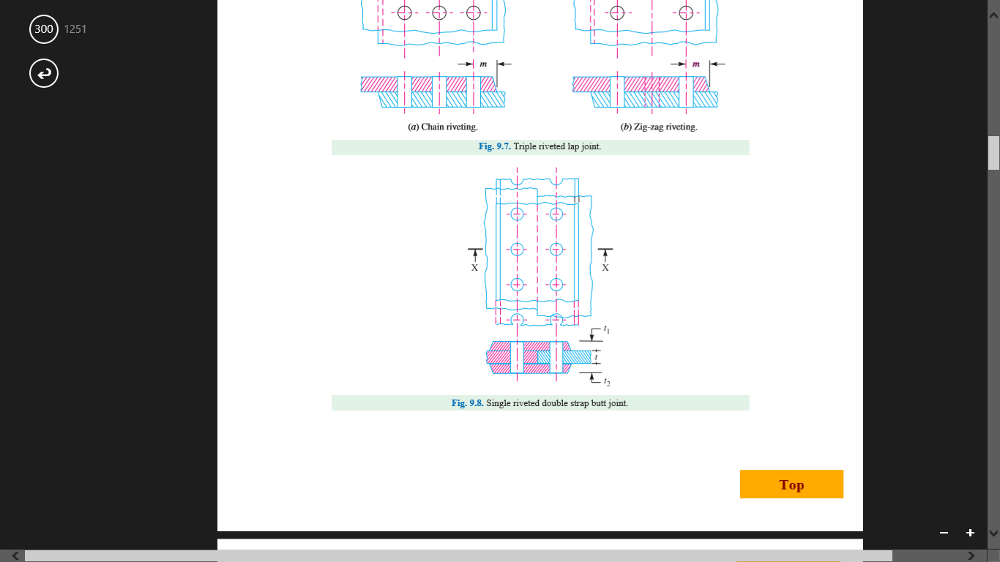 300 1251
m m
(a) Chain riveting. (b) Zig-zag riveting.
Fig. 9.7. Triple riveted lap joint.
X X
t1
t
t2
Fig. 9.8. Single riveted double strap butt joint.
Top